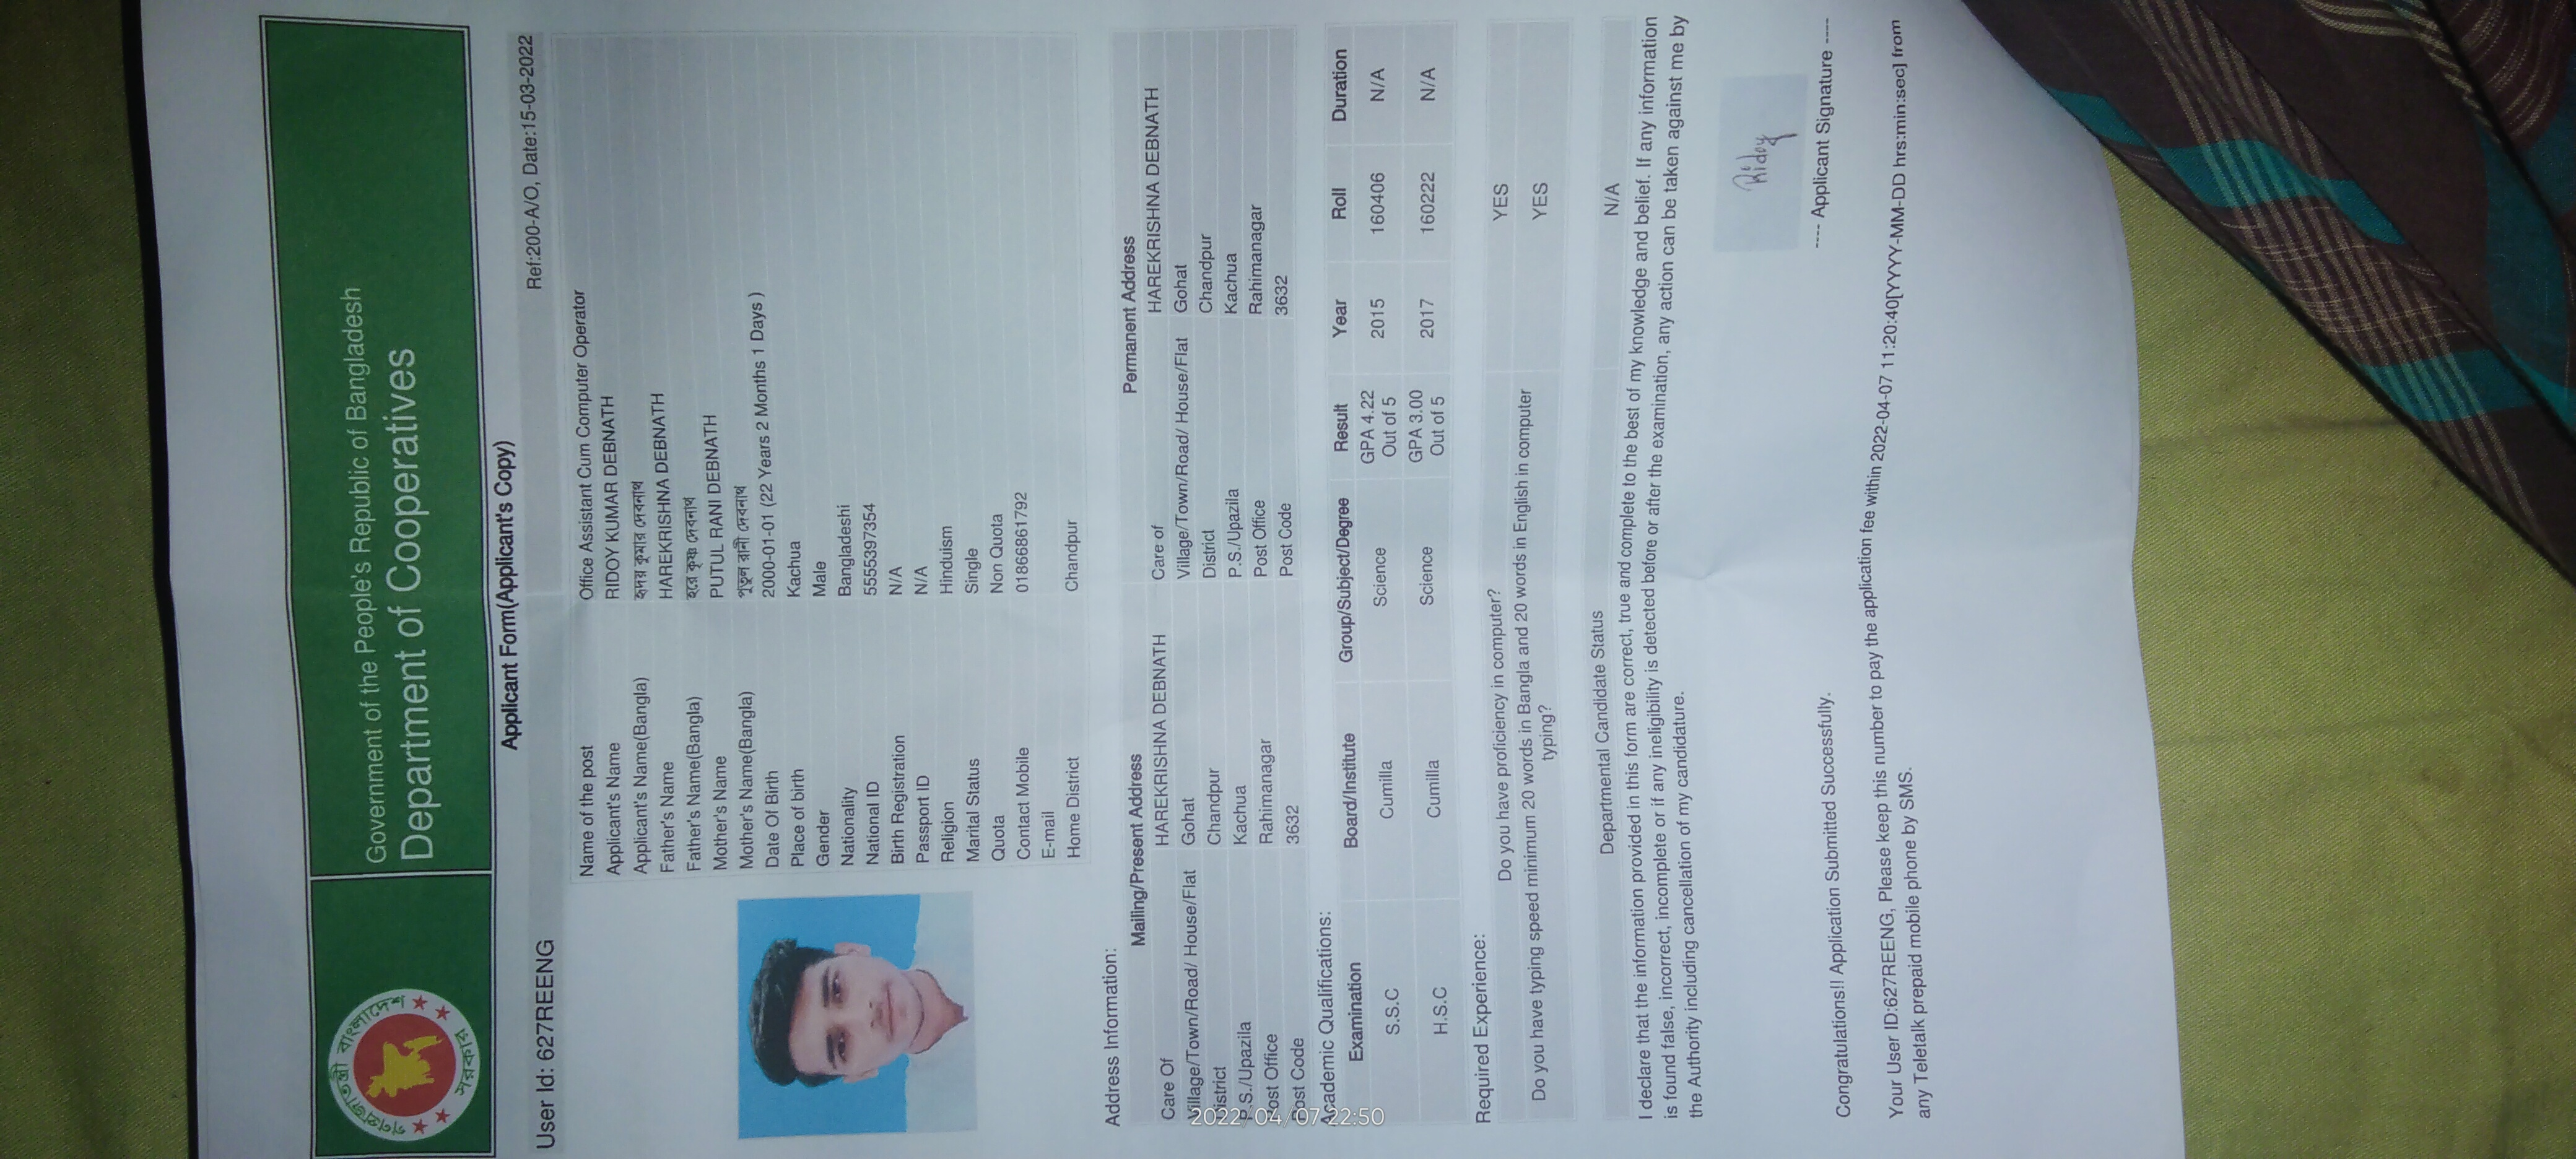 গণপ্রজাতন্ত্রী বাংলাদেশ
সরকার
Government of the People's Republic of Bangladesh
Department of Cooperatives
Applicant Form(Applicant's Copy)
User Id: 627REENG Ref:200-A/O, Date:15-03-2022
Name of the post Office Assistant Cum Computer Operator
Applicant's Name RIDOY KUMAR DEBNATH
Applicant's Name(Bangla) হৃদয় কুমার দেবনাথ
Father's Name HAREKRISHNA DEBNATH
Father's Name(Bangla) হরে কৃষ্ণ দেবনাথ
Mother's Name PUTUL RANI DEBNATH
Mother's Name(Bangla) পুতুল রানী দেবনাথ
Date Of Birth 2000-01-01 (22 Years 2 Months 1 Days )
Place of birth Kachua
Gender Male
Nationality Bangladeshi
National ID 5555397354
Birth Registration N/A
Passport ID N/A
Religion Hinduism
Marital Status Single
Quota Non Quota
Contact Mobile 01866861792
E-mail
Home District Chandpur
Address Information:
Mailing/Present Address Permanent Address
Care Of HAREKRISHNA DEBNATH Care of HAREKRISHNA DEBNATH
Village/Town/Road/ House/Flat Gohat Village/Town/Road/ House/Flat Gohat
District Chandpur District Chandpur
P.S./Upazila Kachua P.S./Upazila Kachua
Post Office Rahimanagar Post Office Rahimanagar
Post Code 3632 Post Code 3632
Academic Qualifications:
Examination Board/Institute Group/Subject/Degree Result Year Roll Duration
S.S.C Cumilla Science GPA 4.22 Out of 5 2015 160406 N/A
H.S.C Cumilla Science GPA 3.00 Out of 5 2017 160222 N/A
Required Experience:
Do you have proficiency in computer? YES
Do you have typing speed minimum 20 words in Bangla and 20 words in English in computer typing? YES
Departmental Candidate Status N/A
I declare that the information provided in this form are correct, true and complete to the best of my knowledge and belief. If any information
is found false, incorrect, incomplete or if any ineligibility is detected before or after the examination, any action can be taken against me by
the Authority including cancellation of my candidature.
Ridoy
---- Applicant Signature ----
Congratulations!! Application Submitted Successfully.
Your User ID:627REENG, Please keep this number to pay the application fee within 2022-04-07 11:20:40[YYYY-MM-DD hrs:min:sec] from
any Teletalk prepaid mobile phone by SMS.
2022/04/07 22:50